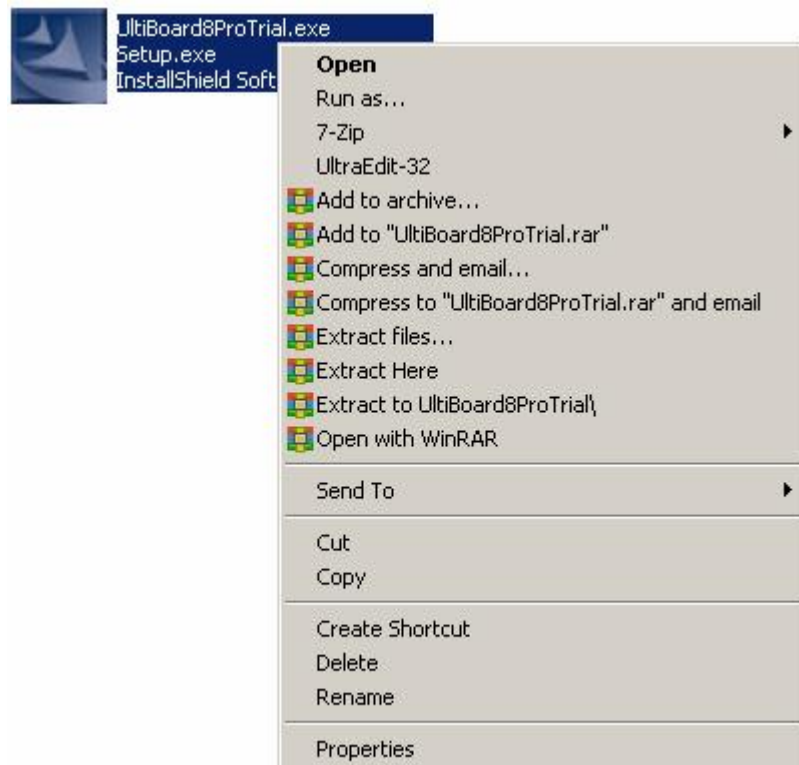 UltiBoard8ProTrial.exe
Setup.exe
InstallShield Soft
Open
Run as...
7-Zip
UltraEdit-32
Add to archive...
Add to "UltiBoard8ProTrial.rar"
Compress and email...
Compress to "UltiBoard8ProTrial.rar" and email
Extract files...
Extract Here
Extract to UltiBoard8ProTrial\
Open with WinRAR
Send To
Cut
Copy
Create Shortcut
Delete
Rename
Properties